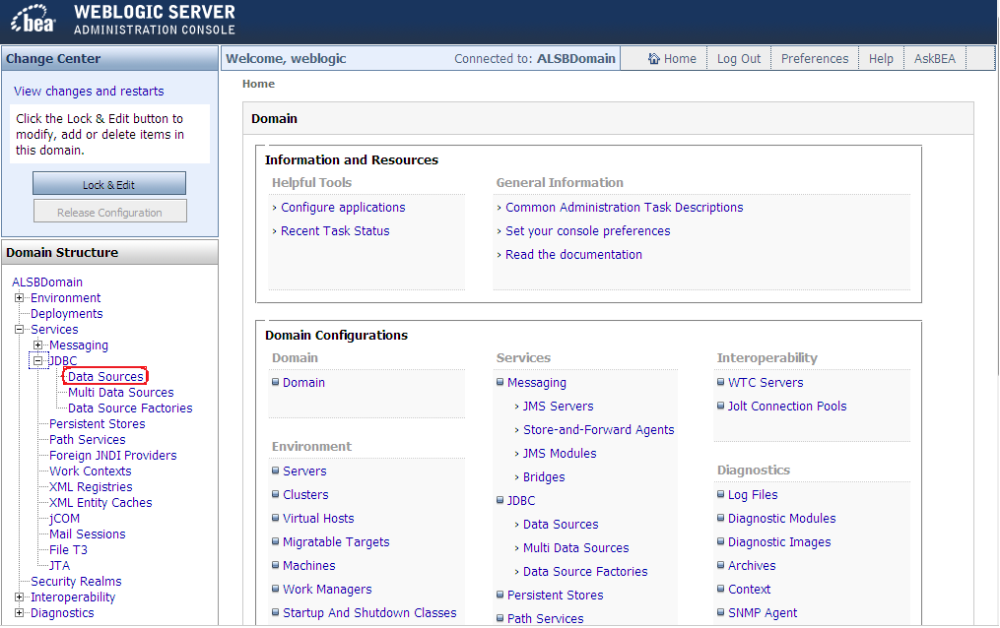 bea
WEBLOGIC SERVER
ADMINISTRATION CONSOLE
Change Center
View changes and restarts
Click the Lock & Edit button to
modify, add or delete items in
this domain.
Lock & Edit
Release Configuration
Domain Structure
ALSBDomain
Environment
Deployments
Services
Messaging
JDBC
Data Sources
Multi Data Sources
Data Source Factories
Persistent Stores
Path Services
Foreign JNDI Providers
Work Contexts
XML Registries
XML Entity Caches
jCOM
Mail Sessions
File T3
JTA
Security Realms
Interoperability
Diagnostics
Welcome, weblogic
Connected to: ALSBDomain
Home
Log Out
Preferences
Help
AskBEA
Home
Domain
Information and Resources
Helpful Tools
› Configure applications
› Recent Task Status
General Information
› Common Administration Task Descriptions
› Set your console preferences
› Read the documentation
Domain Configurations
Domain
Domain
Environment
Servers
Clusters
Virtual Hosts
Migratable Targets
Machines
Work Managers
Startup And Shutdown Classes
Services
Messaging
› JMS Servers
› Store-and-Forward Agents
› JMS Modules
› Bridges
JDBC
› Data Sources
› Multi Data Sources
› Data Source Factories
Persistent Stores
Path Services
Interoperability
WTC Servers
Jolt Connection Pools
Diagnostics
Log Files
Diagnostic Modules
Diagnostic Images
Archives
Context
SNMP Agent